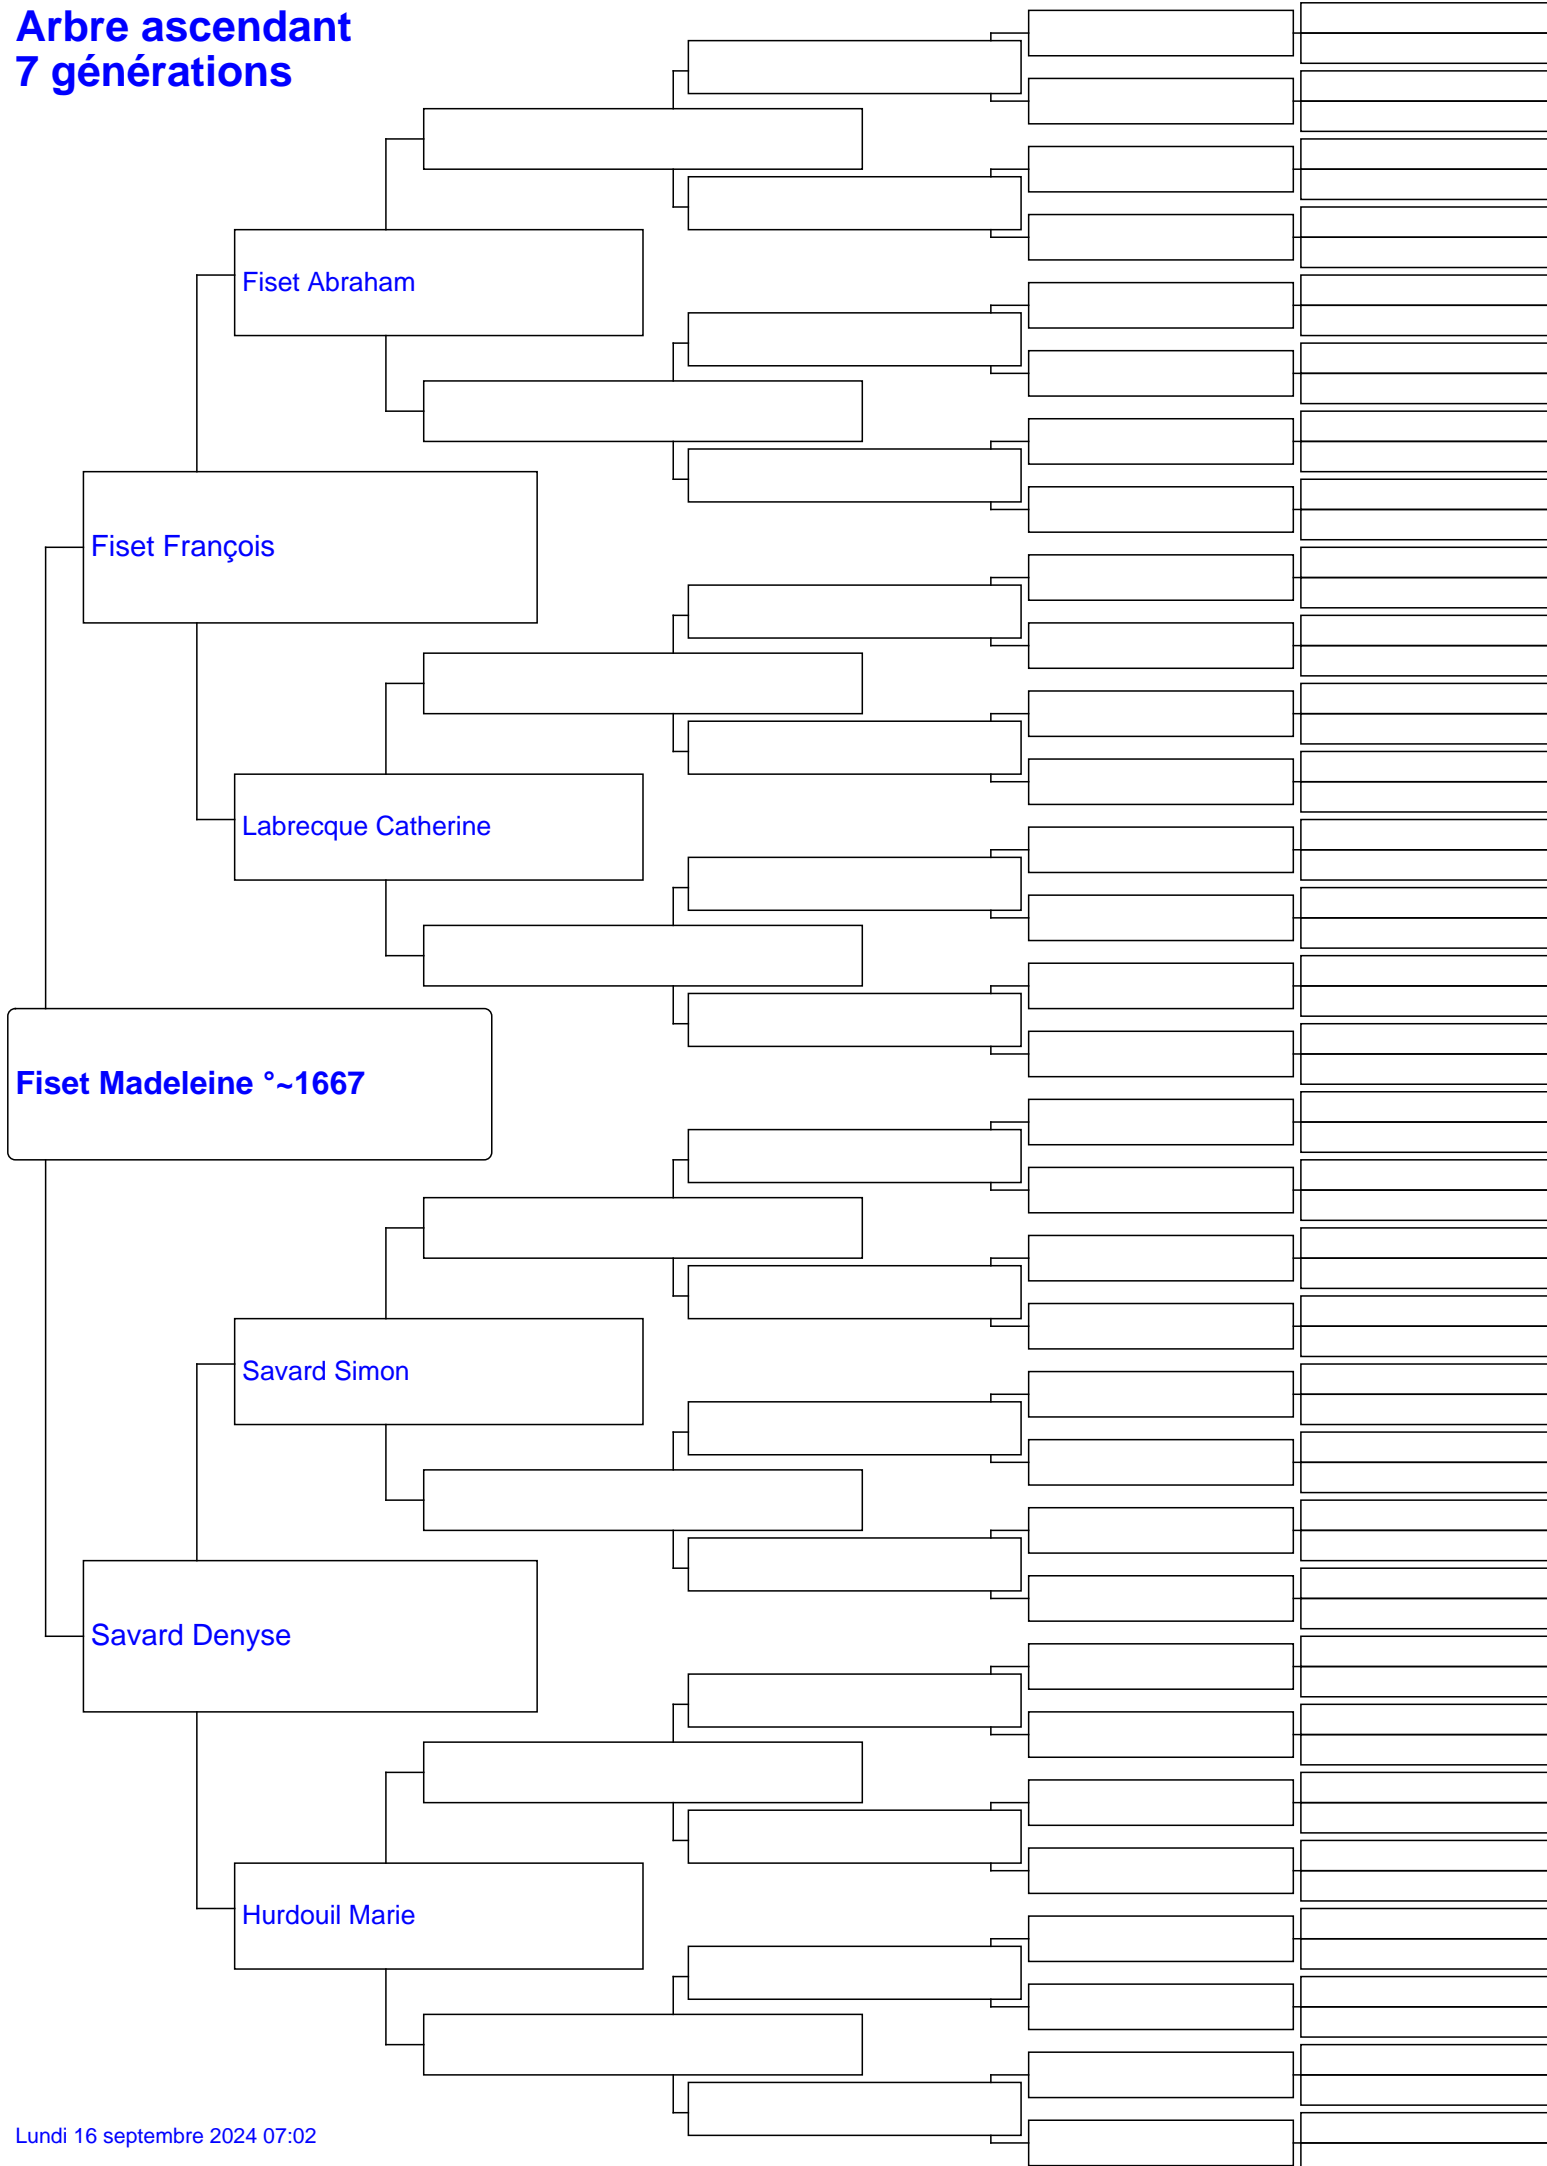 Arbre ascendant
7 générations
Fiset Abraham
Fiset François
Labrecque Catherine
Fiset Madeleine °~1667
Savard Simon
Savard Denyse
Hurdouil Marie
Lundi 16 septembre 2024 07:02